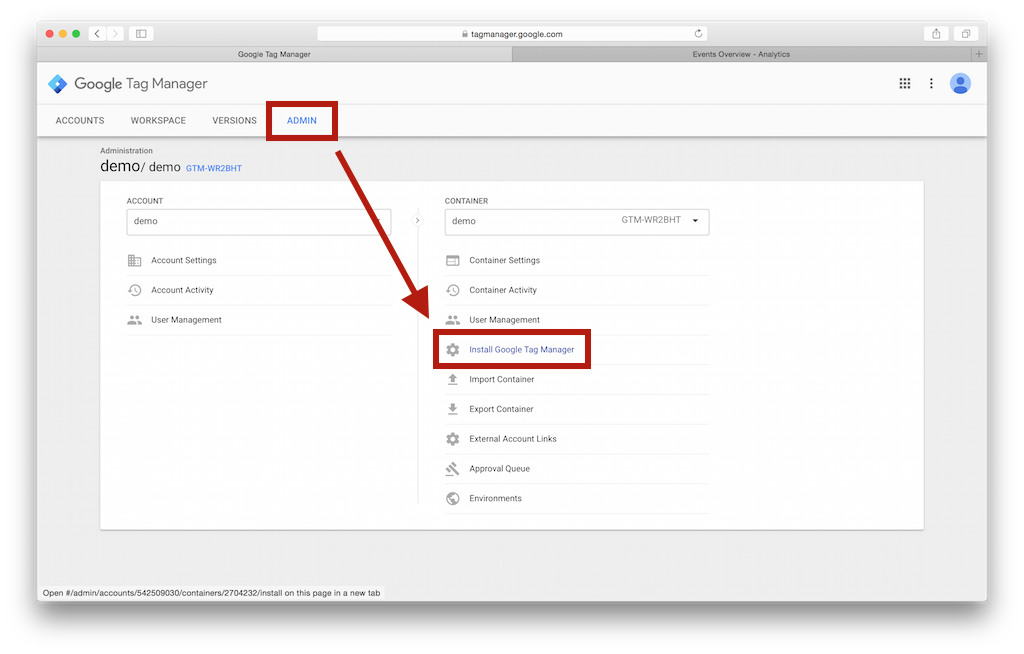 tagmanager.google.com
Google Tag Manager
Events Overview - Analytics
Google Tag Manager
ACCOUNTS
WORKSPACE
VERSIONS
ADMIN
Administration
demo/ demo GTM-WR2BHT
ACCOUNT
demo
Account Settings
Account Activity
User Management
CONTAINER
demo GTM-WR2BHT
Container Settings
Container Activity
User Management
Install Google Tag Manager
Import Container
Export Container
External Account Links
Approval Queue
Environments
Open #/admin/accounts/542509030/containers/2704232/install on this page in a new tab